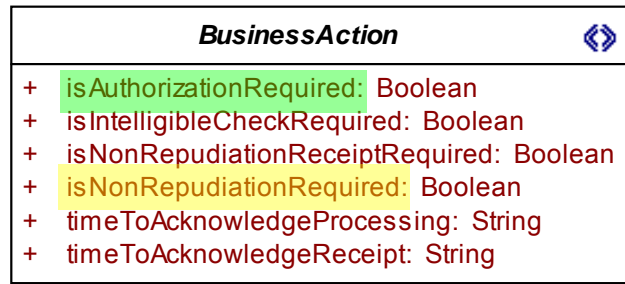 BusinessAction
+ isAuthorizationRequired: Boolean
+ isIntelligibleCheckRequired: Boolean
+ isNonRepudiationReceiptRequired: Boolean
+ isNonRepudiationRequired: Boolean
+ timeToAcknowledgeProcessing: String
+ timeToAcknowledgeReceipt: String